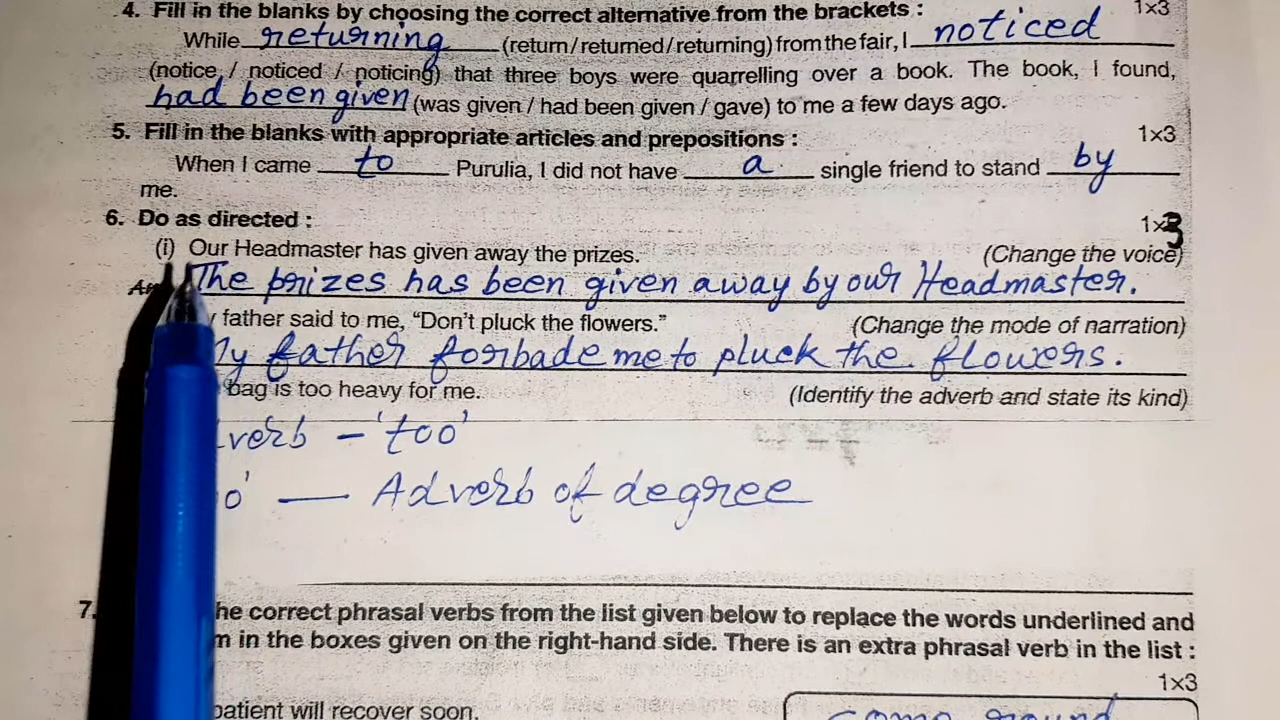 4. Fill in the blanks by choosing the correct alternative from the brackets : 1×3
While returning (return/returned/returning) from the fair, I noticed
(notice / noticed / noticing) that three boys were quarrelling over a book. The book, I found,
had been given (was given / had been given / gave) to me a few days ago.
5. Fill in the blanks with appropriate articles and prepositions : 1×3
When I came to Purulia, I did not have a single friend to stand by
me.
6. Do as directed : 1×3
(i) Our Headmaster has given away the prizes. (Change the voice)
The prizes has been given away by our Headmaster.
father said to me, "Don't pluck the flowers." (Change the mode of narration)
My father forbade me to pluck the flowers.
bag is too heavy for me. (Identify the adverb and state its kind)
verb – 'too'
o' — Adverb of degree
7. he correct phrasal verbs from the list given below to replace the words underlined and
m in the boxes given on the right-hand side. There is an extra phrasal verb in the list :
1×3
patient will recover soon.
come around